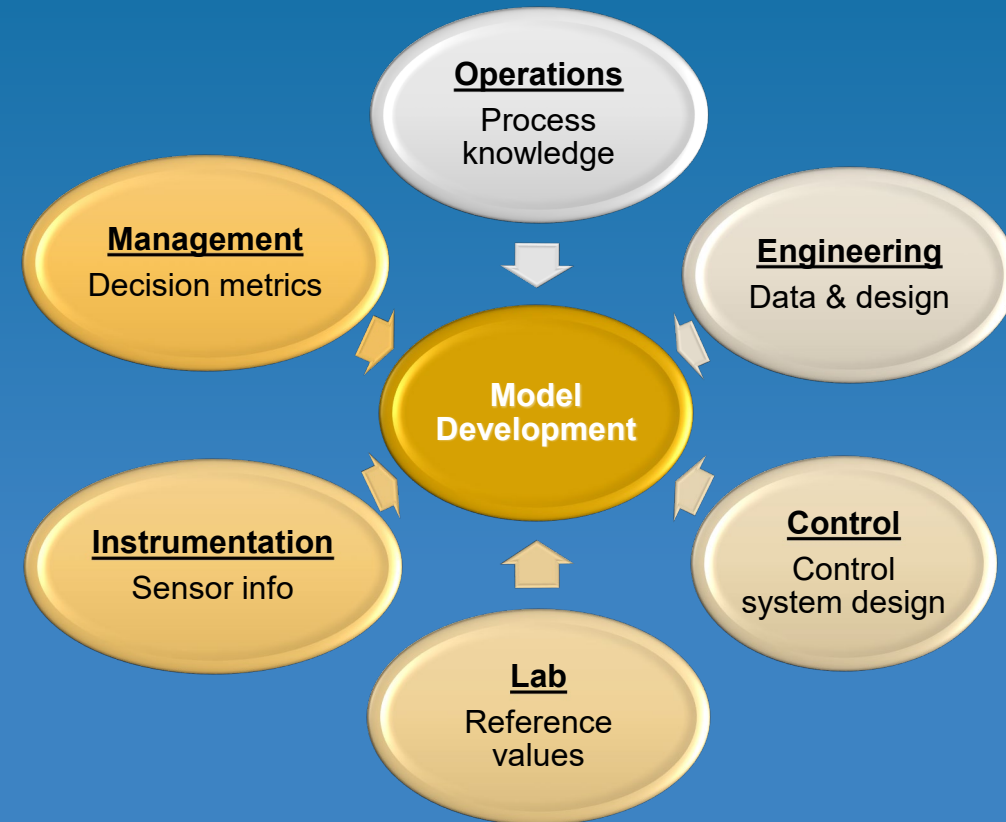 Operations
Process
knowledge
Management
Decision metrics
Engineering
Data & design
Model
Development
Instrumentation
Sensor info
Control
Control
system design
Lab
Reference
values